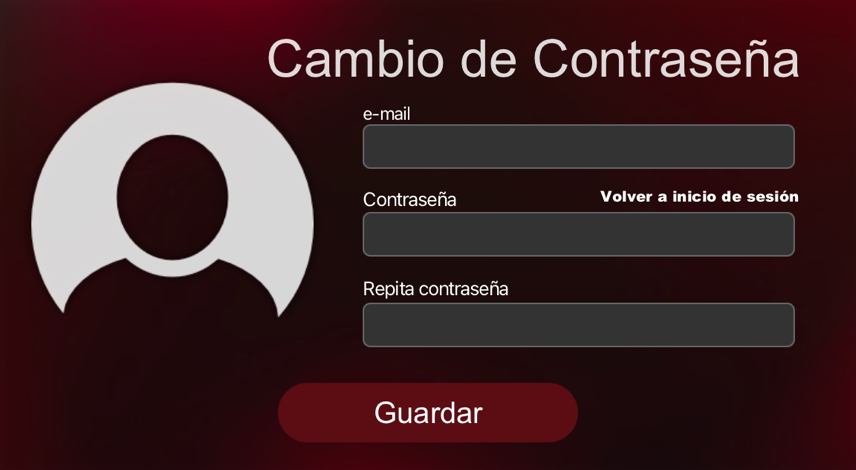 Cambio de Contraseña
e-mail
Contraseña
Volver a inicio de sesión
Repita contraseña
Guardar